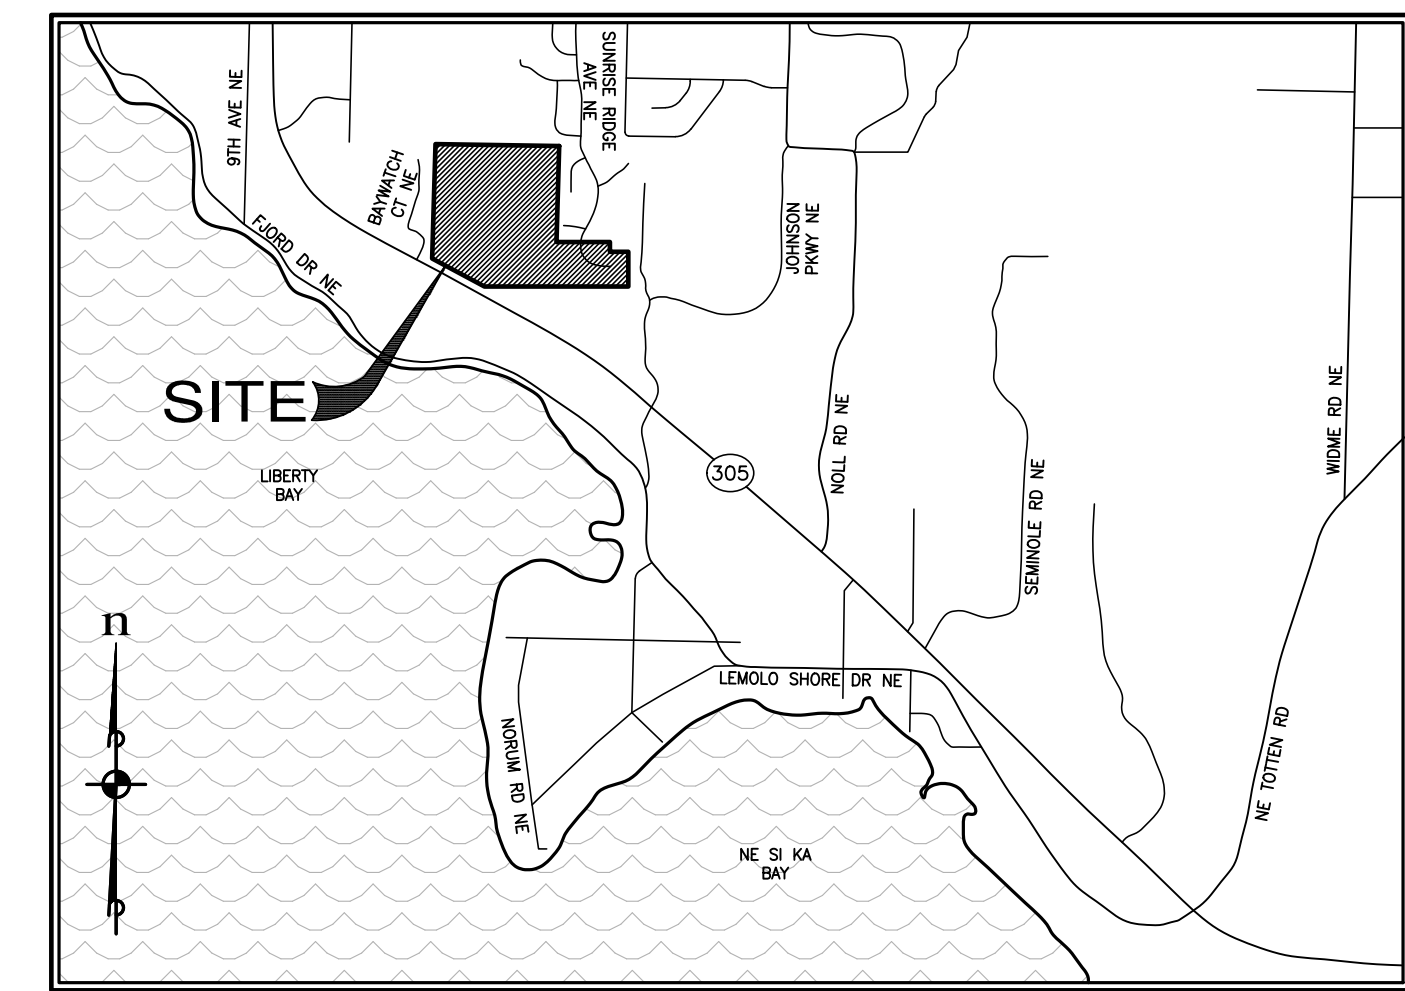 SUNRISE RIDGE
AVE NE
9TH AVE NE
BAYWATCH
CT NE
FJORD DR NE
JOHNSON
PKWY NE
SITE
LIBERTY
BAY
305
NOLL RD NE
SEMINOLE RD NE
WIDME RD NE
n
LEMOLO SHORE DR NE
NORUM RD NE
NE TOTTEN RD
NE SI KA
BAY